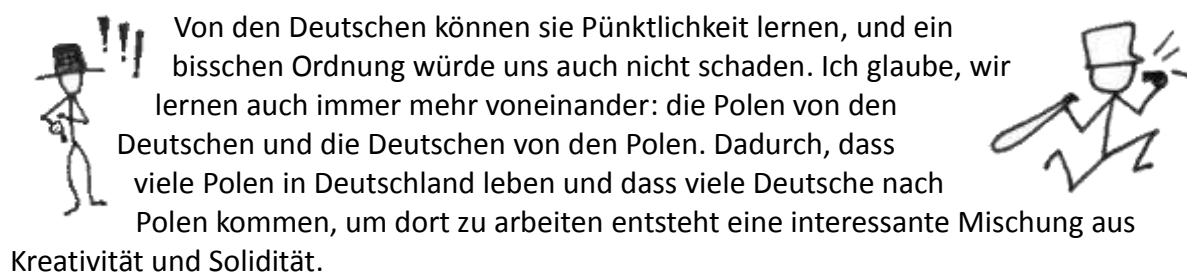 Von den Deutschen können sie Pünktlichkeit lernen, und ein
bisschen Ordnung würde uns auch nicht schaden. Ich glaube, wir
lernen auch immer mehr voneinander: die Polen von den
Deutschen und die Deutschen von den Polen. Dadurch, dass
viele Polen in Deutschland leben und dass viele Deutsche nach
Polen kommen, um dort zu arbeiten entsteht eine interessante Mischung aus
Kreativität und Solidität.